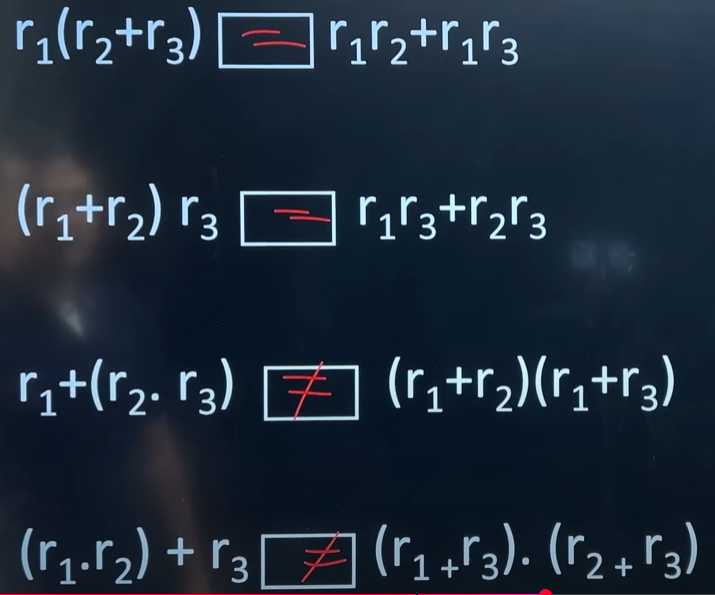 r₁(r₂+r₃) = r₁r₂+r₁r₃
(r₁+r₂) r₃ = r₁r₃+r₂r₃
r₁+(r₂. r₃) ≠ (r₁+r₂)(r₁+r₃)
(r₁.r₂) + r₃ ≠ (r₁ +r₃). (r₂ + r₃)